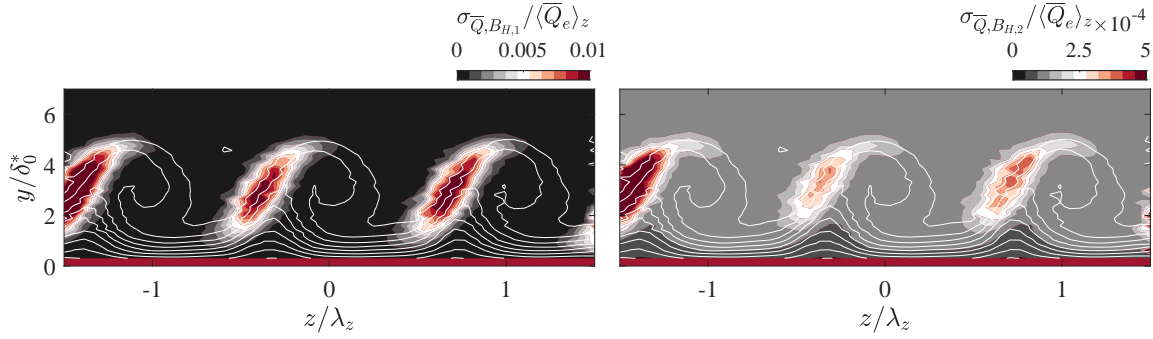 σ_{\overline{Q},B_{H,1}}/⟨\overline{Q}_e⟩_z
0 0.005 0.01
σ_{\overline{Q},B_{H,2}}/⟨\overline{Q}_e⟩_z ×10^{-4}
0 2.5 5
y/δ_0^*
6
4
2
0
-1 0 1
z/λ_z
-1 0 1
z/λ_z